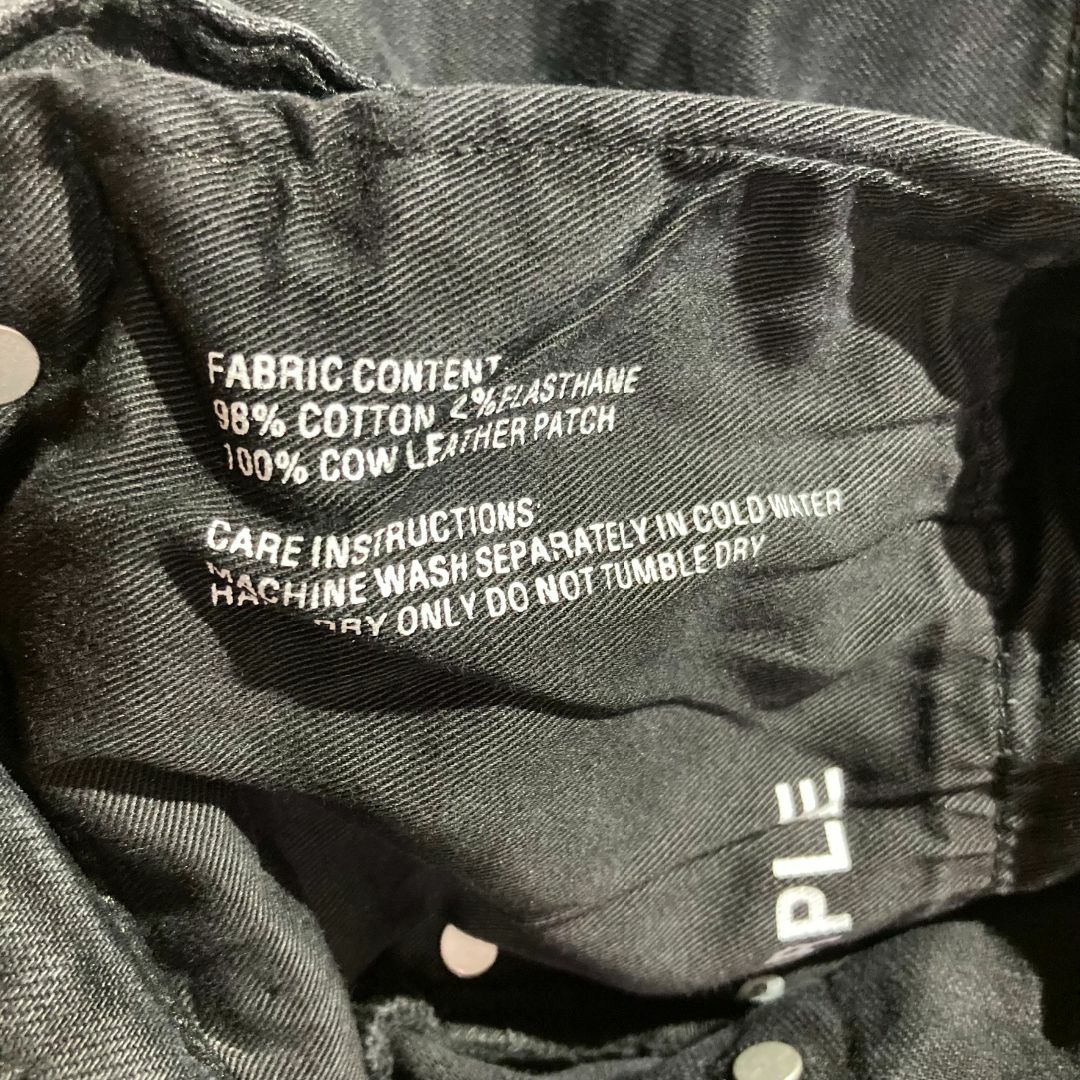 FABRIC CONTENT
98% COTTON 2% ELASTHANE
100% COW LEATHER PATCH
CARE INSTRUCTIONS:
MACHINE WASH SEPARATELY IN COLD WATER
DRY ONLY DO NOT TUMBLE DRY
PLE